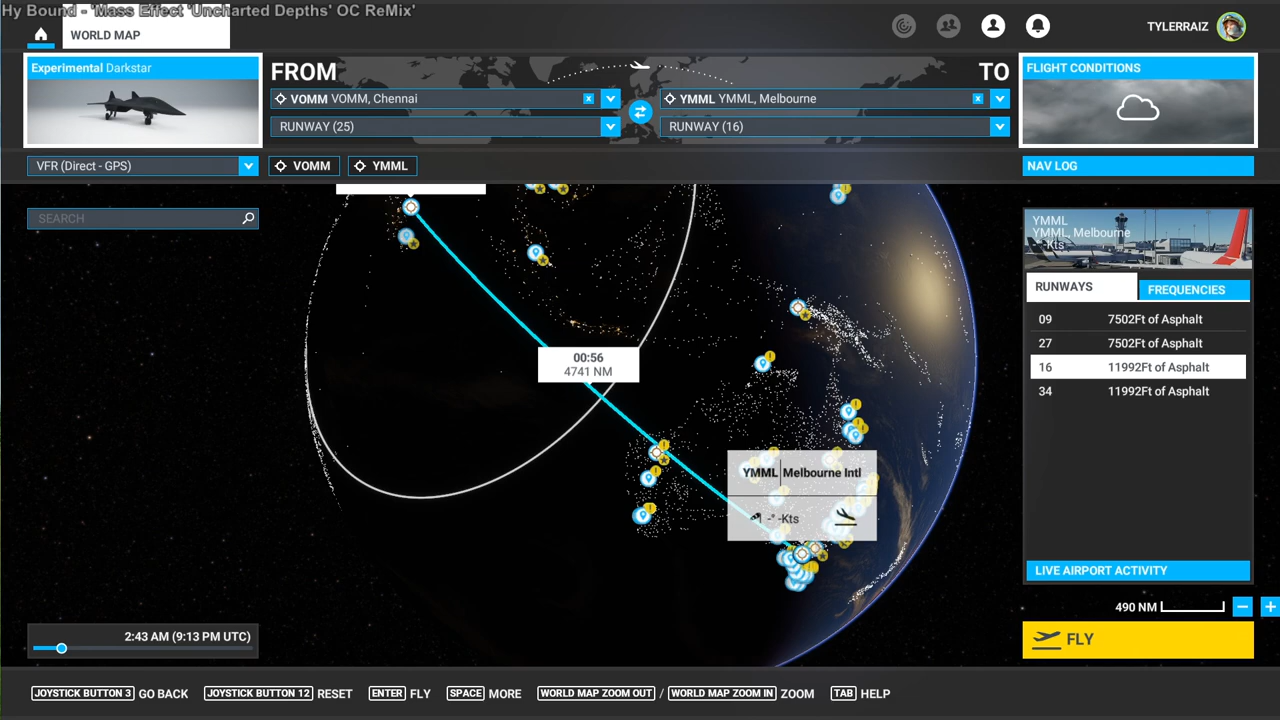 Hy Bound - 'Mass Effect 'Uncharted Depths' OC ReMix'
WORLD MAP
TYLERRAIZ
Experimental Darkstar
FROM
TO
FLIGHT CONDITIONS
VOMM VOMM, Chennai
x
YMML YMML, Melbourne
x
RUNWAY (25)
RUNWAY (16)
VFR (Direct - GPS)
VOMM
YMML
NAV LOG
SEARCH
YMML
YMML, Melbourne
-° -Kts
RUNWAYS
FREQUENCIES
09 7502Ft of Asphalt
27 7502Ft of Asphalt
16 11992Ft of Asphalt
34 11992Ft of Asphalt
00:56
4741 NM
YMML Melbourne Intl
-° -Kts
LIVE AIRPORT ACTIVITY
490 NM
2:43 AM (9:13 PM UTC)
FLY
JOYSTICK BUTTON 3 GO BACK JOYSTICK BUTTON 12 RESET ENTER FLY SPACE MORE WORLD MAP ZOOM OUT / WORLD MAP ZOOM IN ZOOM TAB HELP